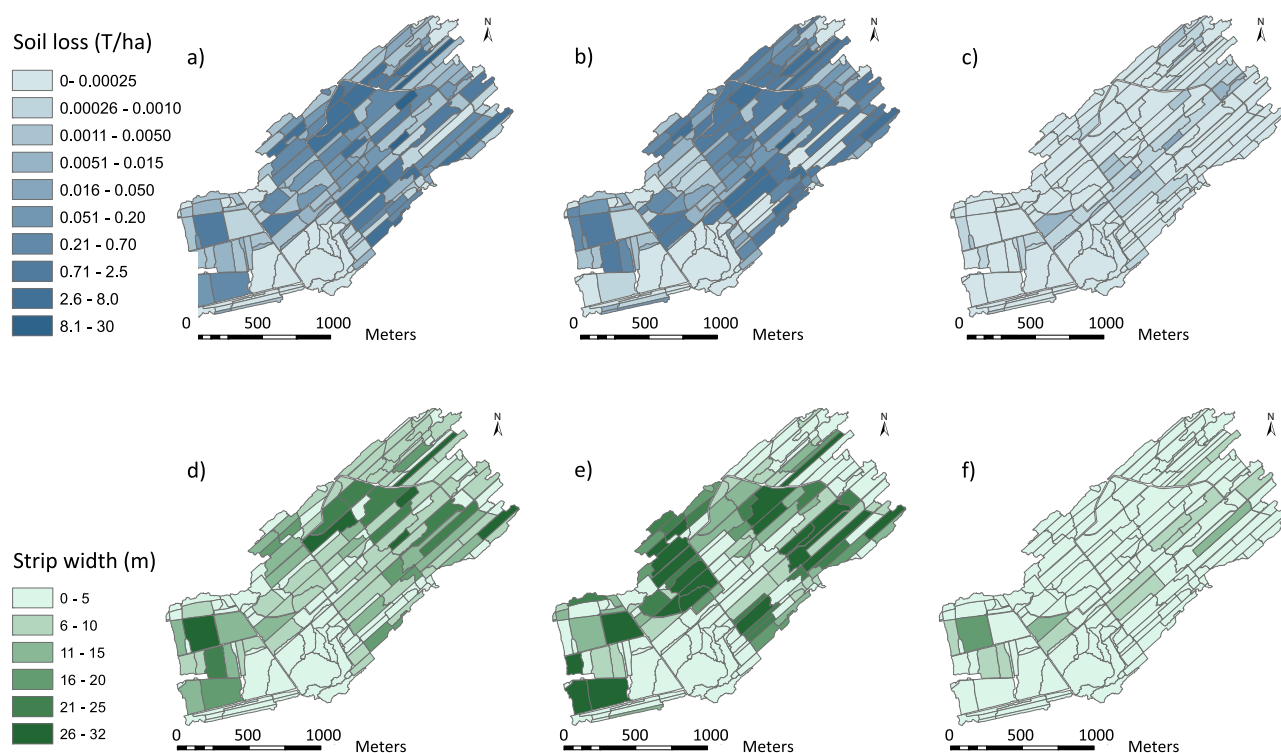 Soil loss (T/ha)
0- 0.00025
0.00026 - 0.0010
0.0011 - 0.0050
0.0051 - 0.015
0.016 - 0.050
0.051 - 0.20
0.21 - 0.70
0.71 - 2.5
2.6 - 8.0
8.1 - 30
a)
N
0 500 1000
Meters
b)
N
0 500 1000
Meters
c)
N
0 500 1000
Meters
Strip width (m)
0 - 5
6 - 10
11 - 15
16 - 20
21 - 25
26 - 32
d)
N
0 500 1000
Meters
e)
N
0 500 1000
Meters
f)
N
0 500 1000
Meters